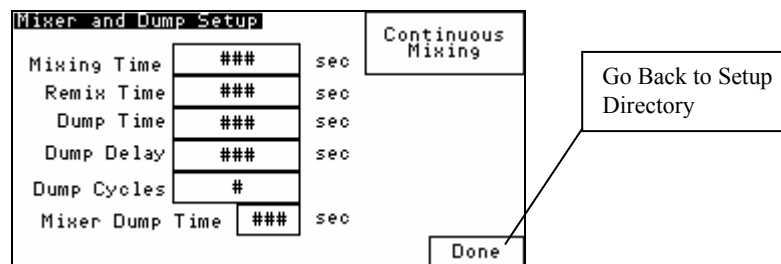 Mixer and Dump Setup
Continuous
Mixing
Mixing Time ### sec
Remix Time ### sec
Dump Time ### sec
Dump Delay ### sec
Dump Cycles #
Mixer Dump Time ### sec
Done
Go Back to Setup
Directory